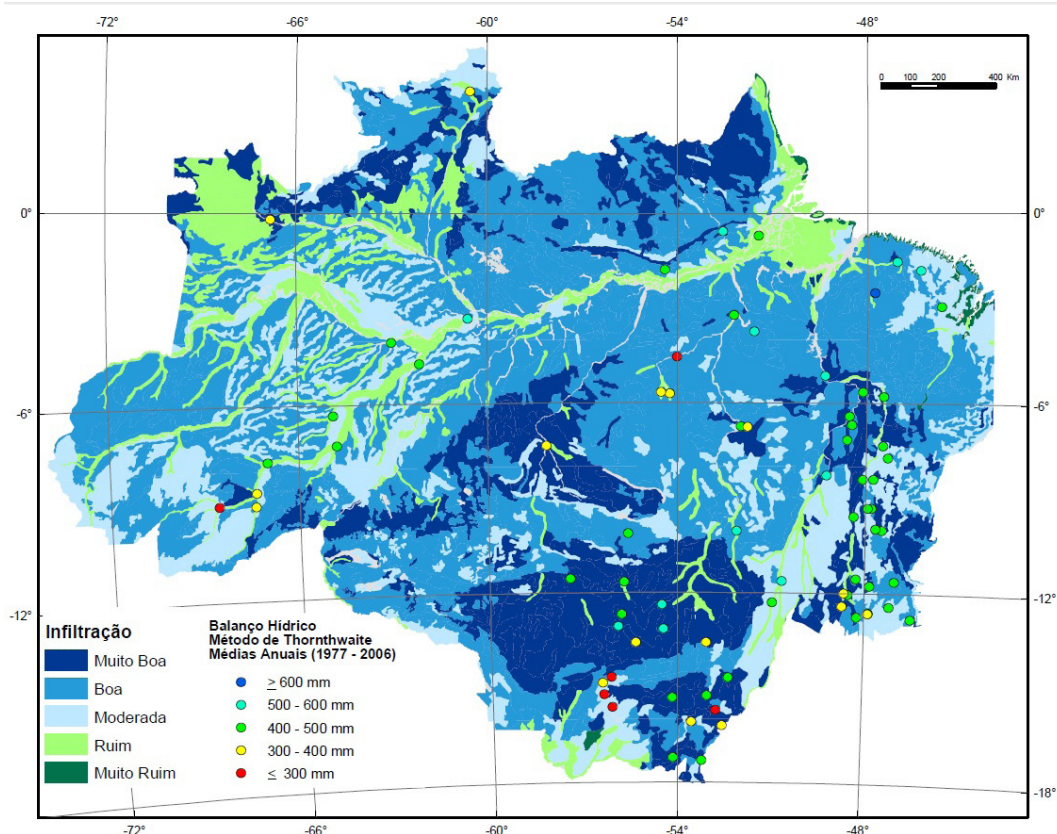 -72° -66° -60° -54° -48°
0 100 200 400 Km
0° 0°
-6° -6°
-12° -12°
-18°
Infiltração
Muito Boa
Boa
Moderada
Ruim
Muito Ruim
Balanço Hídrico
Método de Thornthwaite
Médias Anuais (1977 - 2006)
≥ 600 mm
500 - 600 mm
400 - 500 mm
300 - 400 mm
≤ 300 mm
-72° -66° -60° -54° -48°